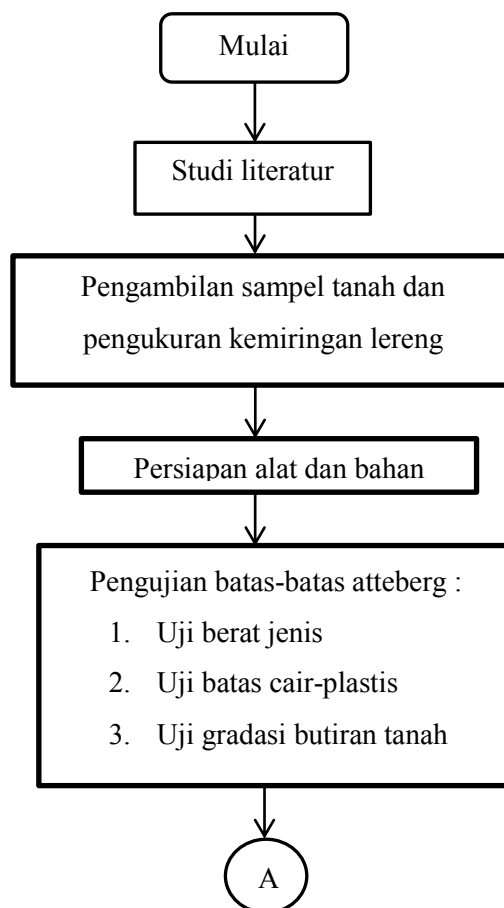 Mulai
Studi literatur
Pengambilan sampel tanah dan
pengukuran kemiringan lereng
Persiapan alat dan bahan
Pengujian batas-batas atteberg :
1. Uji berat jenis
2. Uji batas cair-plastis
3. Uji gradasi butiran tanah
A